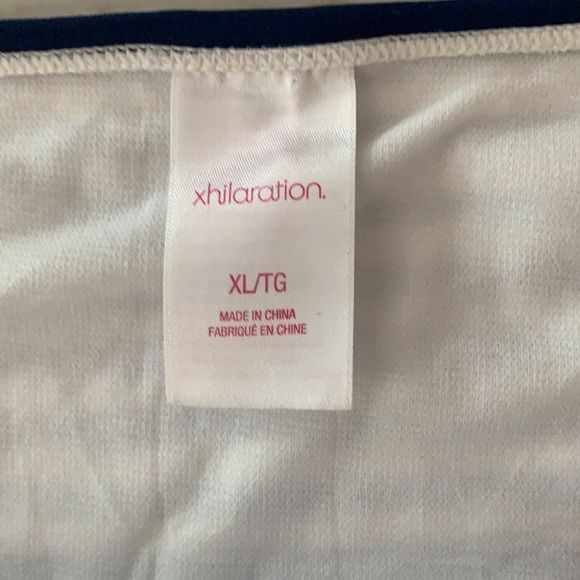 xhilaration.
XL/TG
MADE IN CHINA
FABRIQUÉ EN CHINE